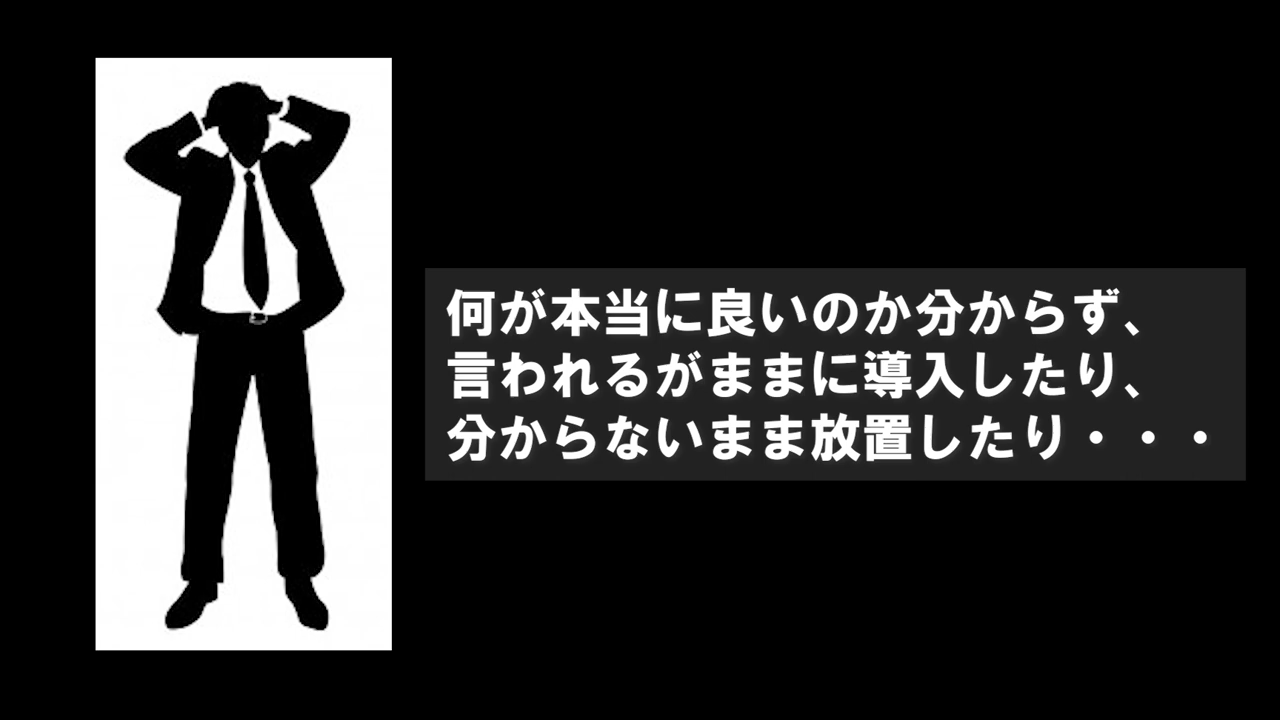 何が本当に良いのか分からず、
言われるがままに導入したり、
分からないまま放置したり・・・